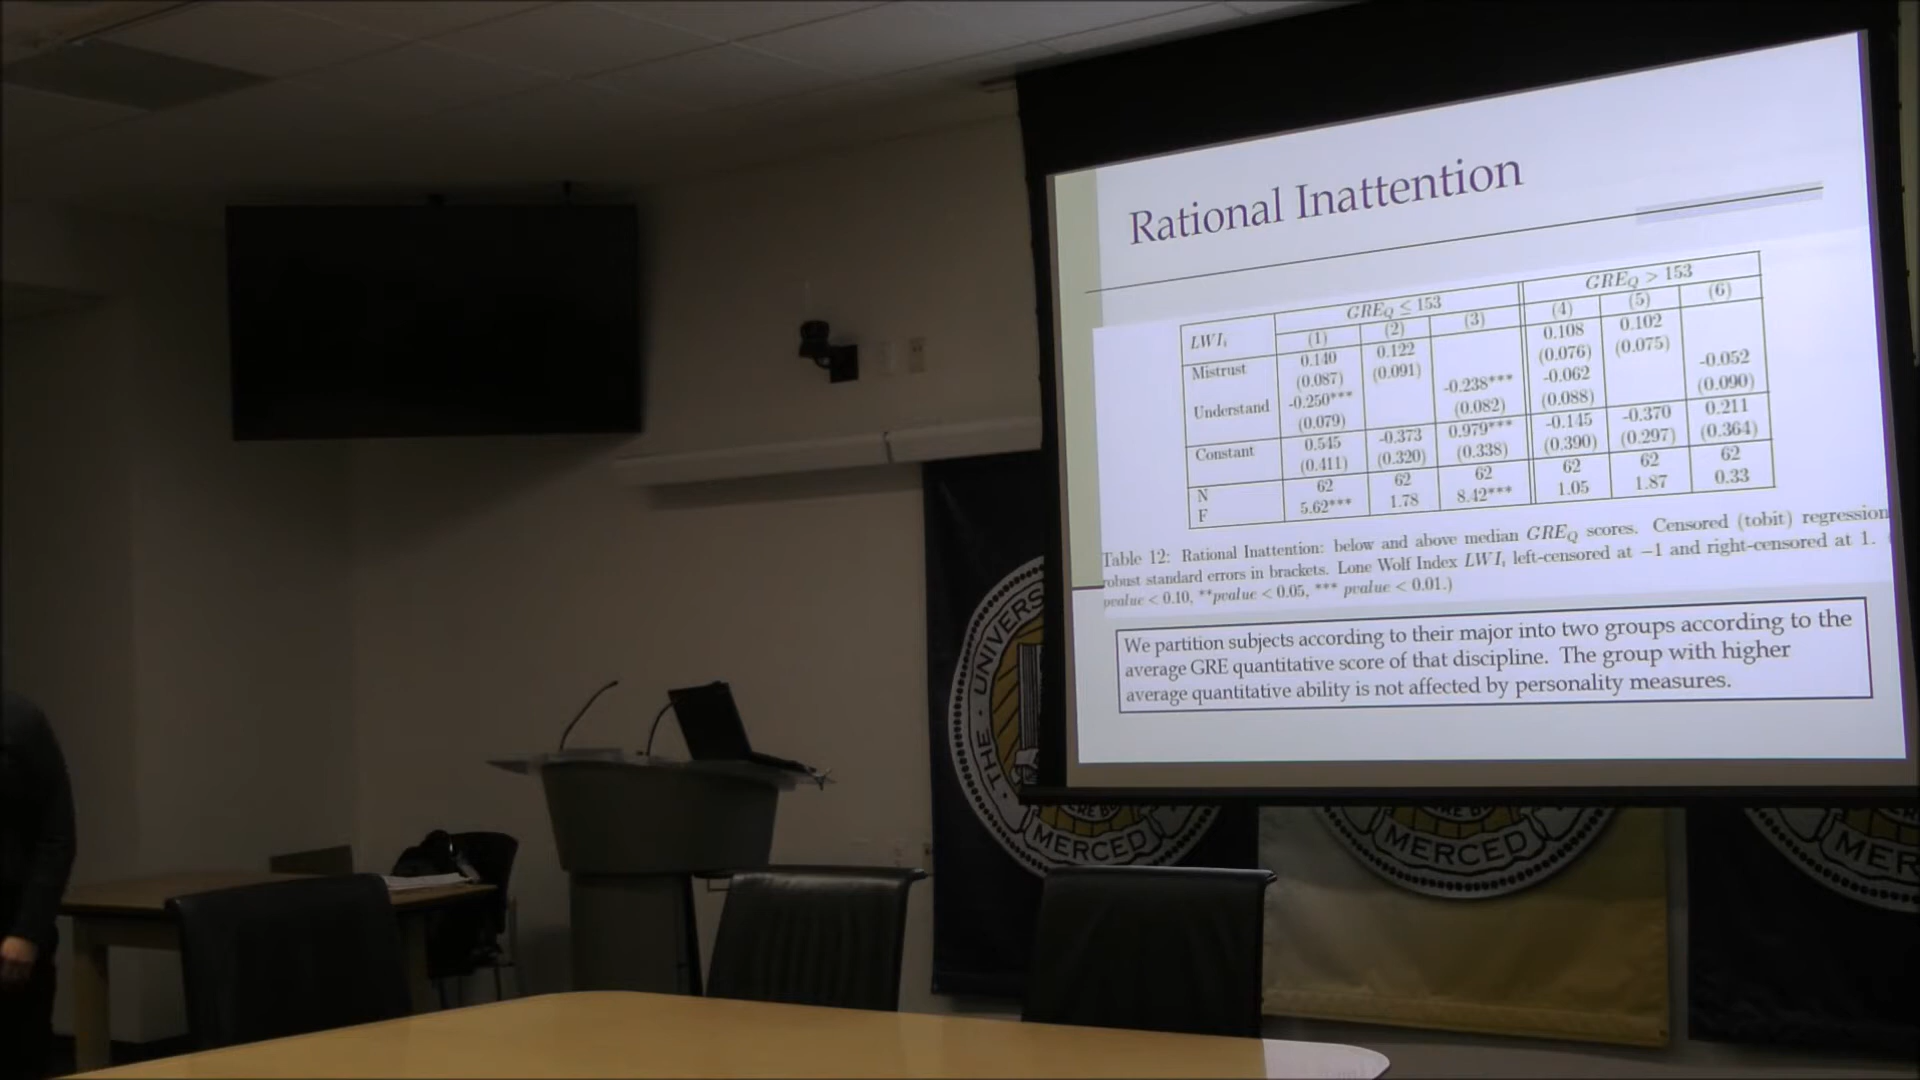 Rational Inattention
GREQ ≤ 153 GREQ > 153
LWIi (1) (2) (3) (4) (5) (6)
Mistrust 0.140 0.122 0.108 0.102
(0.087) (0.091) (0.076) (0.075)
Understand -0.250*** -0.238*** -0.062 -0.052
(0.079) (0.082) (0.088) (0.090)
Constant 0.545 -0.373 0.979*** -0.145 -0.370 0.211
(0.411) (0.320) (0.338) (0.390) (0.297) (0.364)
N 62 62 62 62 62 62
F 5.62*** 1.78 8.42*** 1.05 1.87 0.33
Table 12: Rational Inattention: below and above median GREQ scores. Censored (tobit) regression
robust standard errors in brackets. Lone Wolf Index LWIi left-censored at −1 and right-censored at 1.
pvalue < 0.10, **pvalue < 0.05, *** pvalue < 0.01.)
We partition subjects according to their major into two groups according to the
average GRE quantitative score of that discipline. The group with higher
average quantitative ability is not affected by personality measures.
THE · UNIVERS
MERCED
MERCED
MER